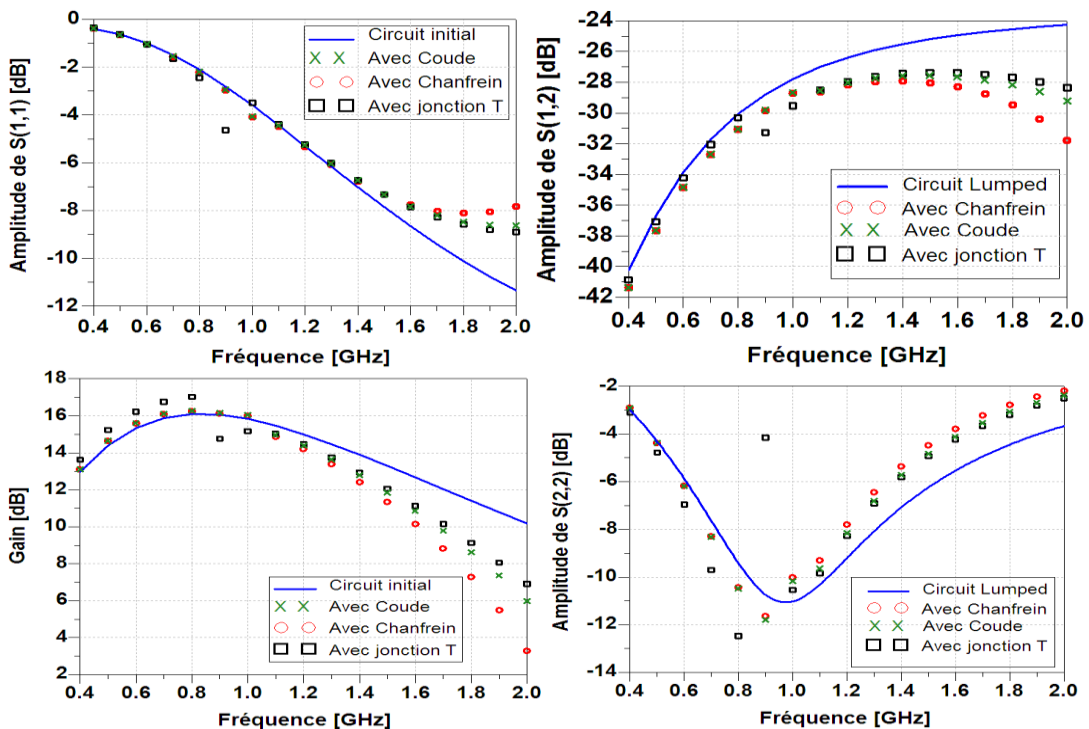 Amplitude de S(1,1) [dB]
0
-2
-4
-6
-8
-10
-12
Circuit initial
Avec Coude
Avec Chanfrein
Avec jonction T
0.4 0.6 0.8 1.0 1.2 1.4 1.6 1.8 2.0
Fréquence [GHz]
Amplitude de S(1,2) [dB]
-24
-26
-28
-30
-32
-34
-36
-38
-40
-42
Circuit Lumped
Avec Chanfrein
Avec Coude
Avec jonction T
0.4 0.6 0.8 1.0 1.2 1.4 1.6 1.8 2.0
Fréquence [GHz]
Gain [dB]
18
16
14
12
10
8
6
4
2
Circuit initial
Avec Coude
Avec Chanfrein
Avec jonction T
0.4 0.6 0.8 1.0 1.2 1.4 1.6 1.8 2.0
Fréquence [GHz]
Amplitude de S(2,2) [dB]
-2
-4
-6
-8
-10
-12
-14
Circuit Lumped
Avec Chanfrein
Avec Coude
Avec jonction T
0.4 0.6 0.8 1.0 1.2 1.4 1.6 1.8 2.0
Fréquence [GHz]